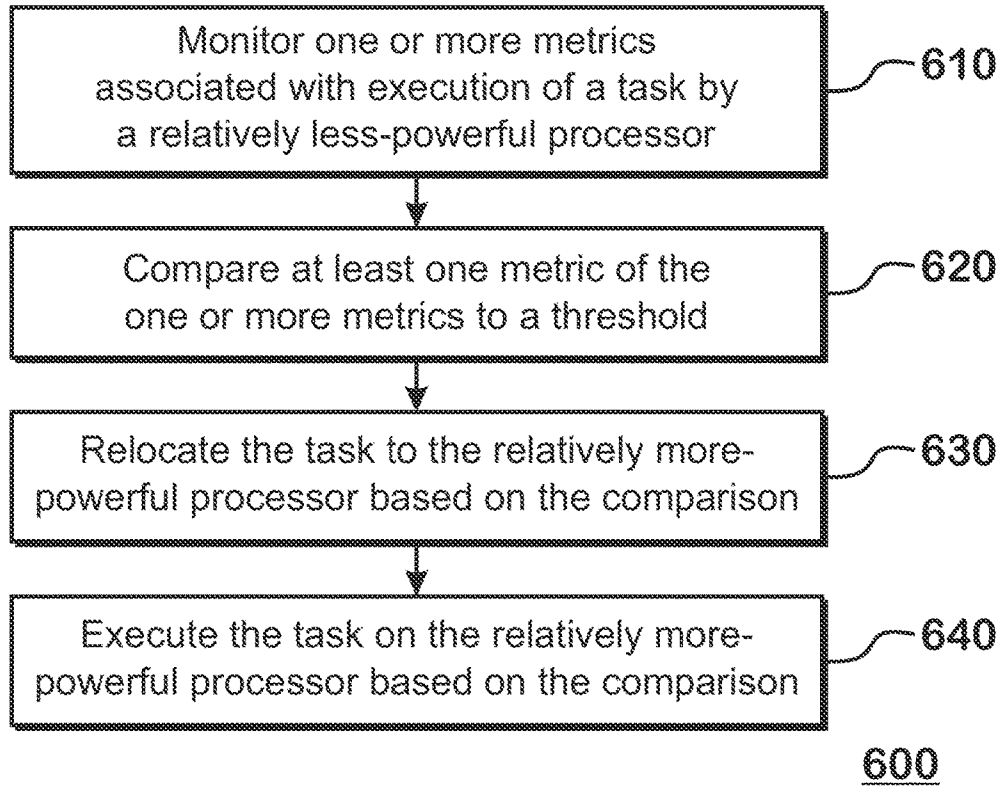 Monitor one or more metrics
associated with execution of a task by
a relatively less-powerful processor
610
Compare at least one metric of the
one or more metrics to a threshold
620
Relocate the task to the relatively more-
powerful processor based on the comparison
630
Execute the task on the relatively more-
powerful processor based on the comparison
640
600